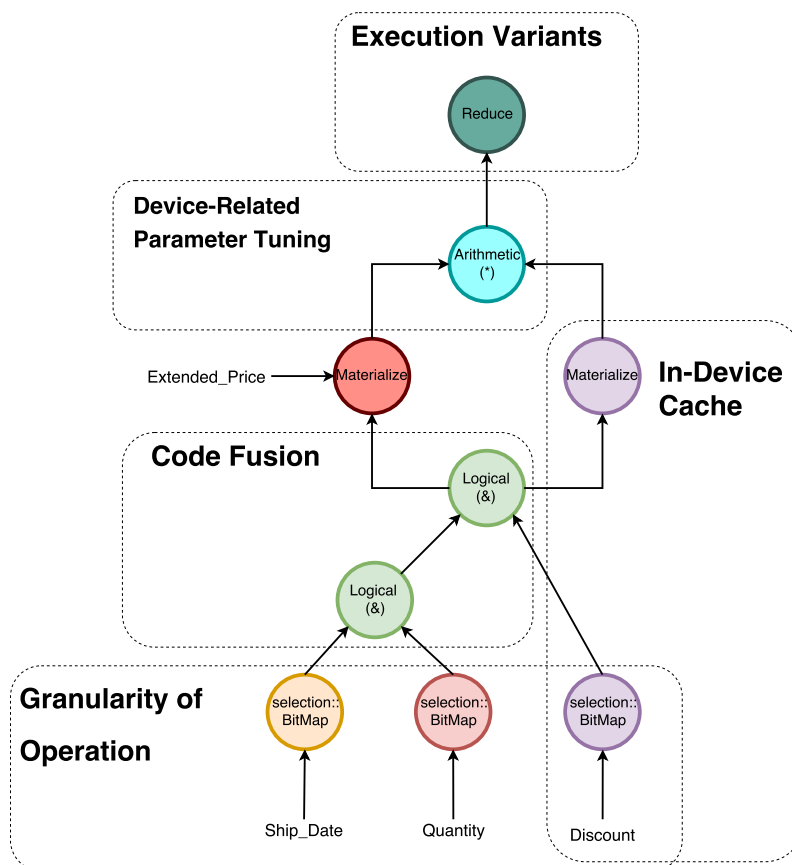 Execution Variants
Reduce
Device-Related
Parameter Tuning
Arithmetic
(*)
Extended_Price
Materialize
Materialize
In-Device
Cache
Code Fusion
Logical
(&)
Logical
(&)
Granularity of
Operation
selection::
BitMap
selection::
BitMap
selection::
BitMap
Ship_Date
Quantity
Discount